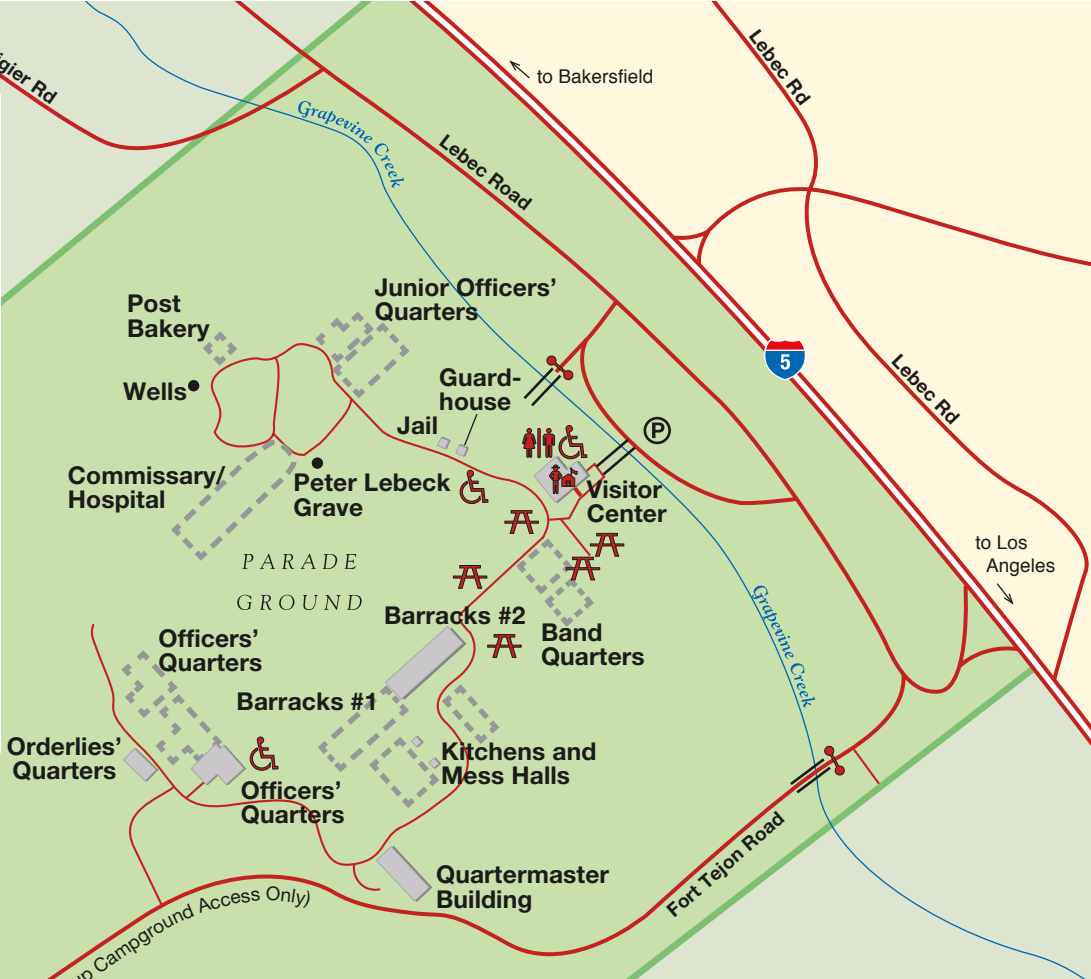 to Bakersfield
Lebec Rd
Rd
Grapevine Creek
Lebec Road
Junior Officers’
Quarters
Post
Bakery
5
Wells
Guard-
house
Lebec Rd
Jail
P
Commissary/
Hospital
Peter Lebeck
Grave
Visitor
Center
to Los
Angeles
PARADE
GROUND
Grapevine Creek
Barracks #2
Band
Quarters
Officers’
Quarters
Barracks #1
Orderlies’
Quarters
Kitchens and
Mess Halls
Officers’
Quarters
Fort Tejon Road
Quartermaster
Building
Campground Access Only)